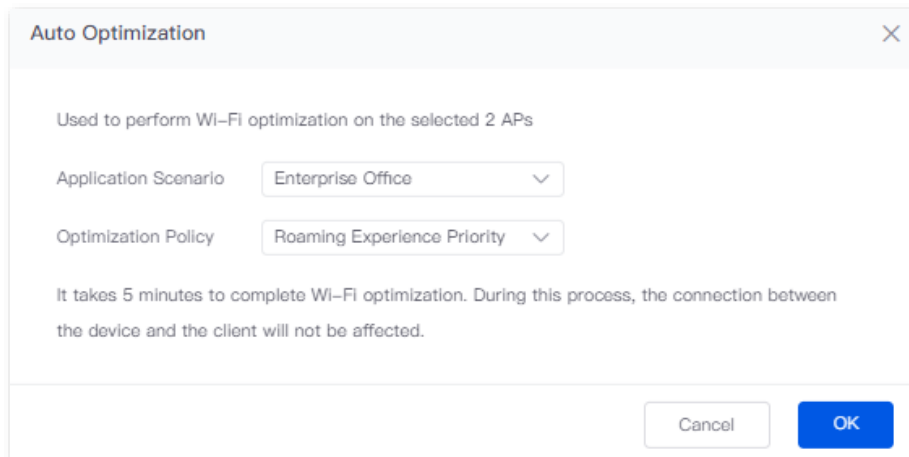 Auto Optimization
Used to perform Wi-Fi optimization on the selected 2 APs
Application Scenario Enterprise Office
Optimization Policy Roaming Experience Priority
It takes 5 minutes to complete Wi-Fi optimization. During this process, the connection between
the device and the client will not be affected.
Cancel OK